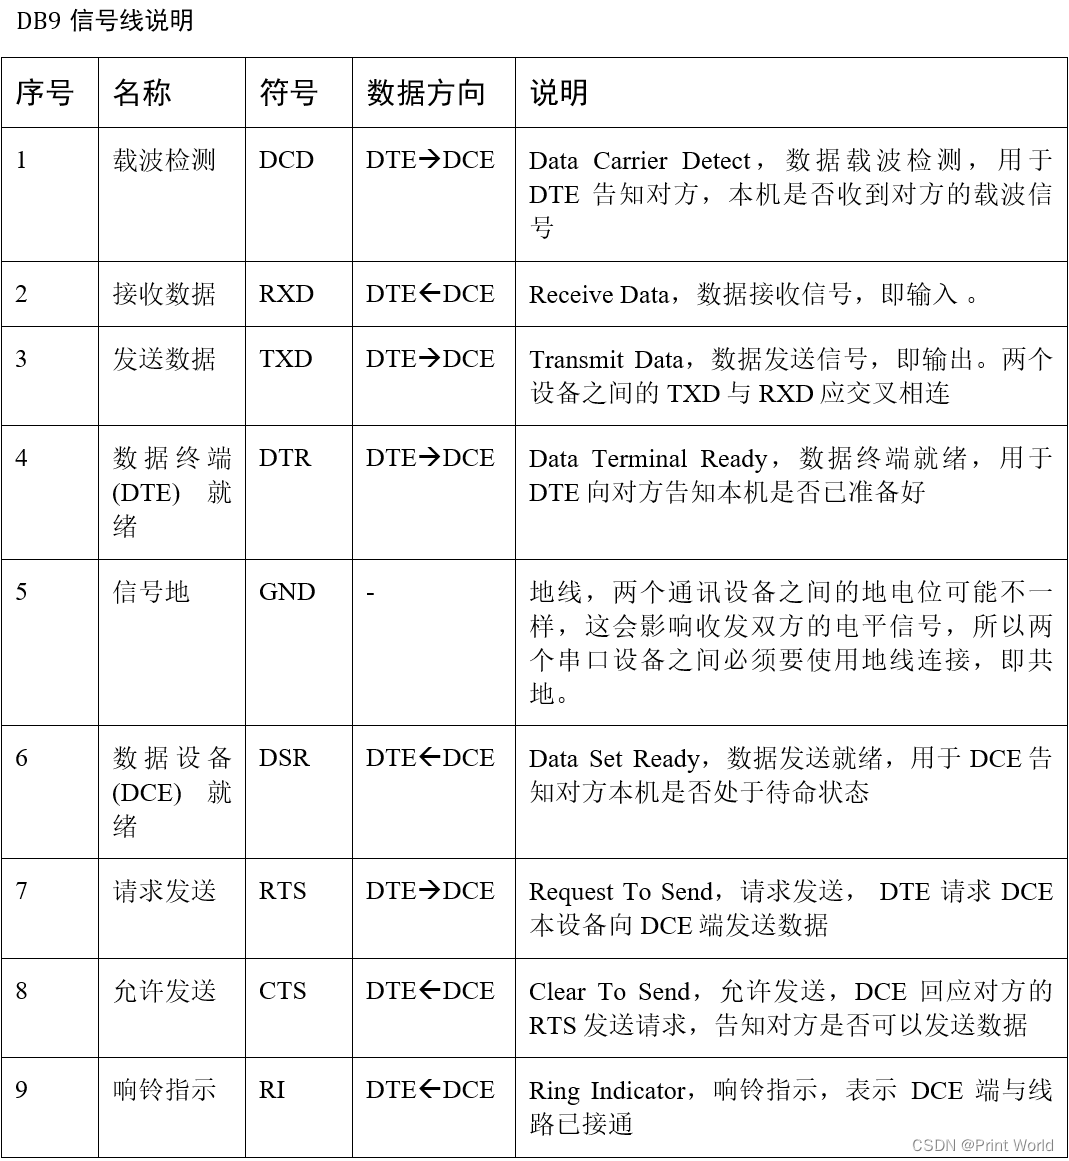 DB9 信号线说明
序号 名称 符号 数据方向 说明
1 载波检测 DCD DTE→DCE Data Carrier Detect，数据载波检测，用于
DTE 告知对方，本机是否收到对方的载波信
号
2 接收数据 RXD DTE←DCE Receive Data，数据接收信号，即输入 。
3 发送数据 TXD DTE→DCE Transmit Data，数据发送信号，即输出。两个
设备之间的 TXD 与 RXD 应交叉相连
4 数据终端 DTR DTE→DCE Data Terminal Ready，数据终端就绪，用于
(DTE) 就 DTE 向对方告知本机是否已准备好
绪
5 信号地 GND - 地线，两个通讯设备之间的地电位可能不一
样，这会影响收发双方的电平信号，所以两
个串口设备之间必须要使用地线连接，即共
地。
6 数据设备 DSR DTE←DCE Data Set Ready，数据发送就绪，用于 DCE 告
(DCE) 就 知对方本机是否处于待命状态
绪
7 请求发送 RTS DTE→DCE Request To Send，请求发送， DTE 请求 DCE
本设备向 DCE 端发送数据
8 允许发送 CTS DTE←DCE Clear To Send，允许发送，DCE 回应对方的
RTS 发送请求，告知对方是否可以发送数据
9 响铃指示 RI DTE←DCE Ring Indicator，响铃指示，表示 DCE 端与线
路已接通
CSDN @Print World